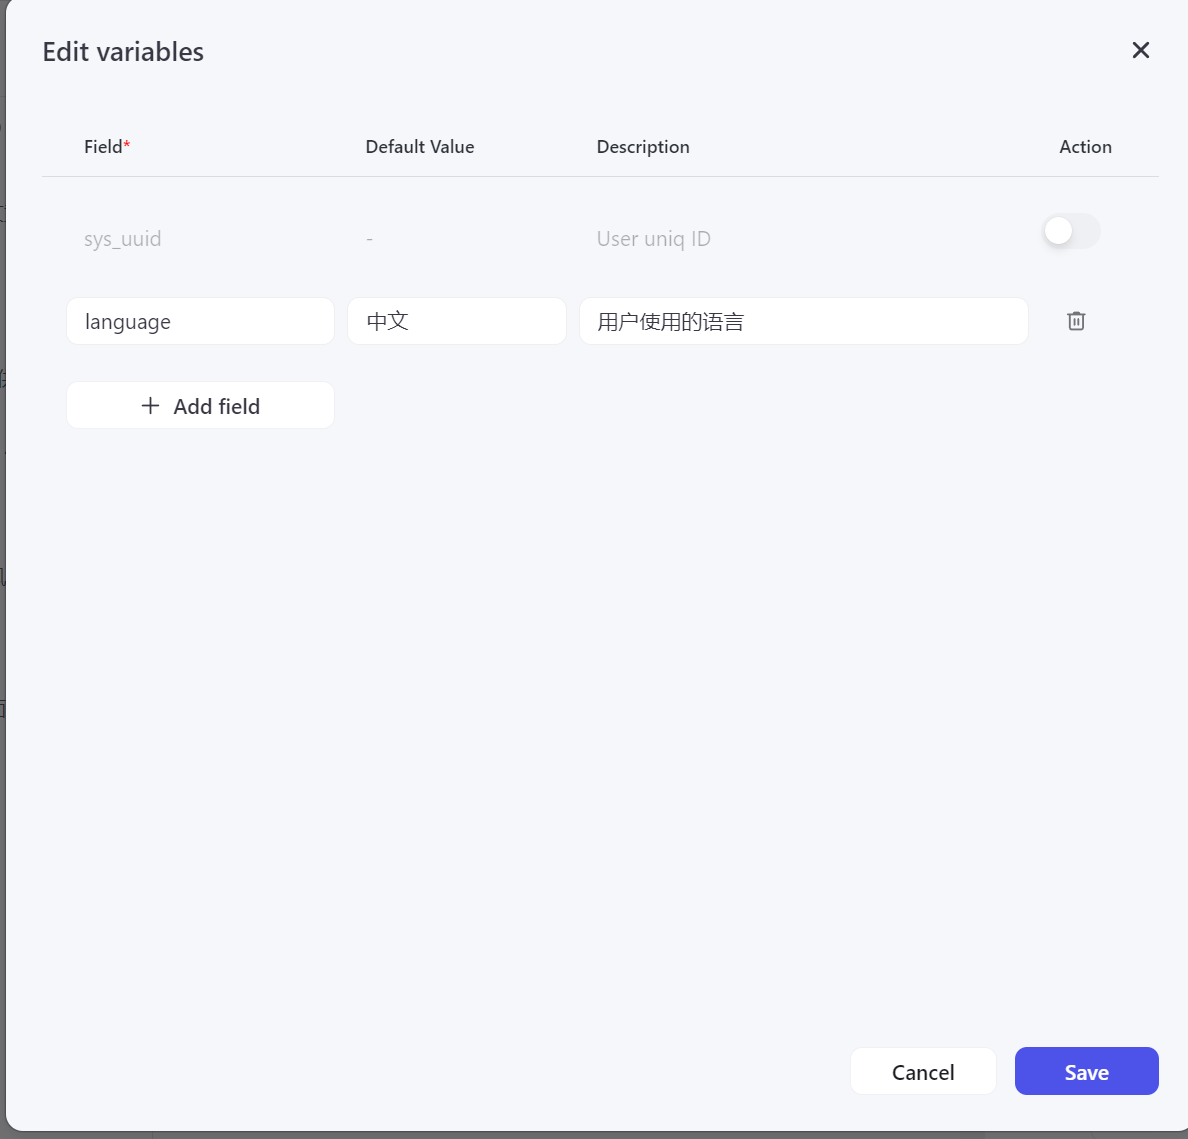 Edit variables
Field* Default Value Description Action
sys_uuid - User uniq ID
language 中文 用户使用的语言
Add field
Cancel Save